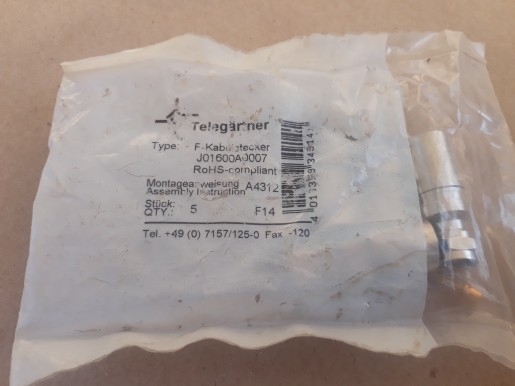 Telegärtner
Type: F-Kabelstecker
J01600A0007
RoHS-compliant
Montageanweisung A4312
Assembly Instruction
Stück:
QTY.: 5 F14
Tel. +49 (0) 7157/125-0 Fax -120